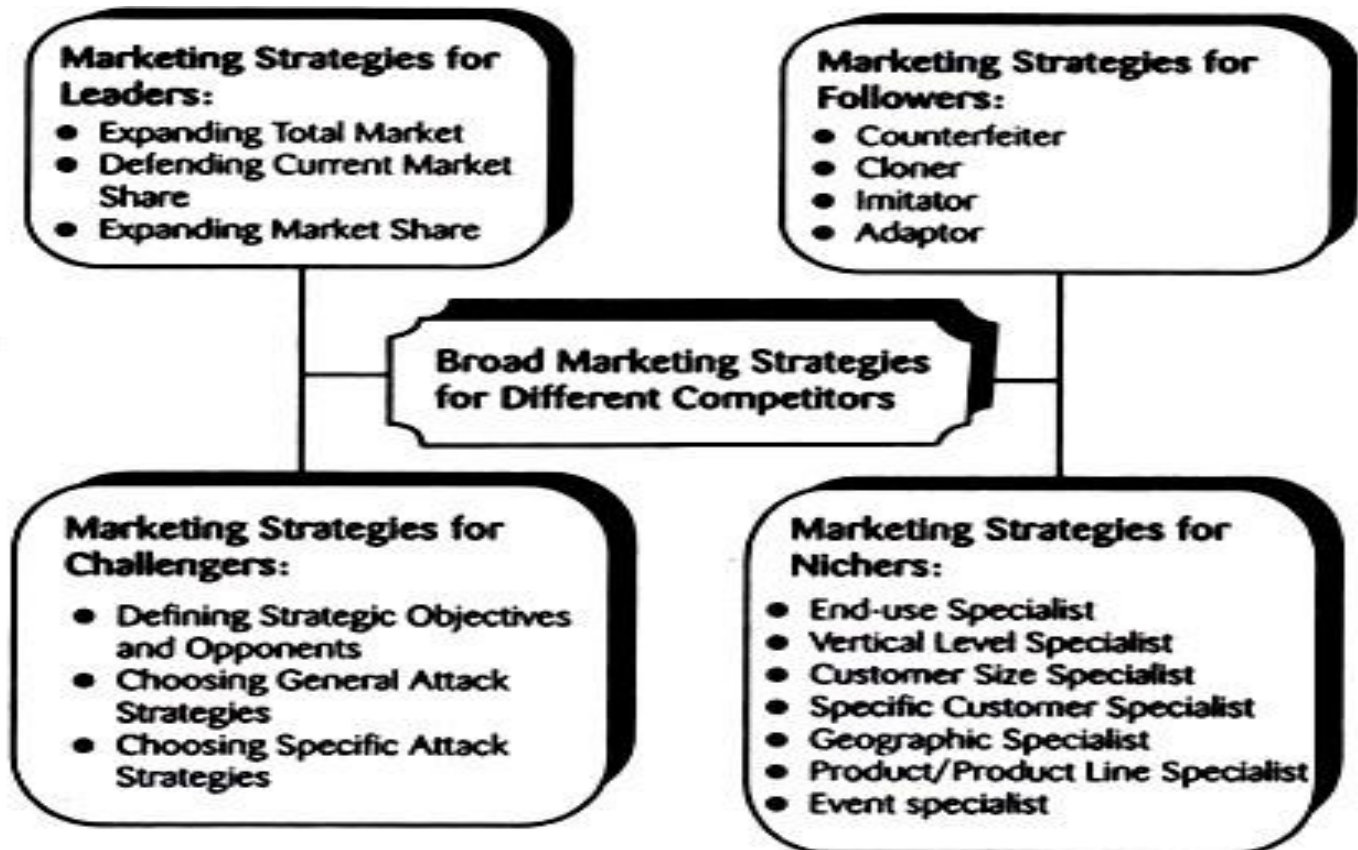 Marketing Strategies for
Leaders:
● Expanding Total Market
● Defending Current Market
Share
● Expanding Market Share
Marketing Strategies for
Followers:
● Counterfeiter
● Cloner
● Imitator
● Adaptor
Broad Marketing Strategies
for Different Competitors
Marketing Strategies for
Challengers:
● Defining Strategic Objectives
and Opponents
● Choosing General Attack
Strategies
● Choosing Specific Attack
Strategies
Marketing Strategies for
Nichers:
● End-use Specialist
● Vertical Level Specialist
● Customer Size Specialist
● Specific Customer Specialist
● Geographic Specialist
● Product/Product Line Specialist
● Event specialist